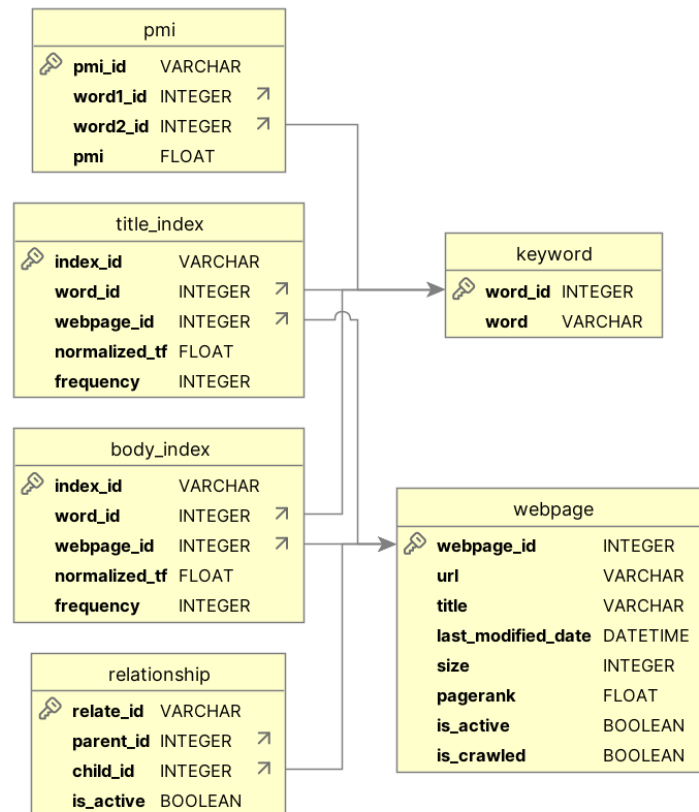 pmi
pmi_id VARCHAR
word1_id INTEGER
word2_id INTEGER
pmi FLOAT
title_index
index_id VARCHAR
word_id INTEGER
webpage_id INTEGER
normalized_tf FLOAT
frequency INTEGER
keyword
word_id INTEGER
word VARCHAR
body_index
index_id VARCHAR
word_id INTEGER
webpage_id INTEGER
normalized_tf FLOAT
frequency INTEGER
webpage
webpage_id INTEGER
url VARCHAR
title VARCHAR
last_modified_date DATETIME
size INTEGER
pagerank FLOAT
is_active BOOLEAN
is_crawled BOOLEAN
relationship
relate_id VARCHAR
parent_id INTEGER
child_id INTEGER
is_active BOOLEAN